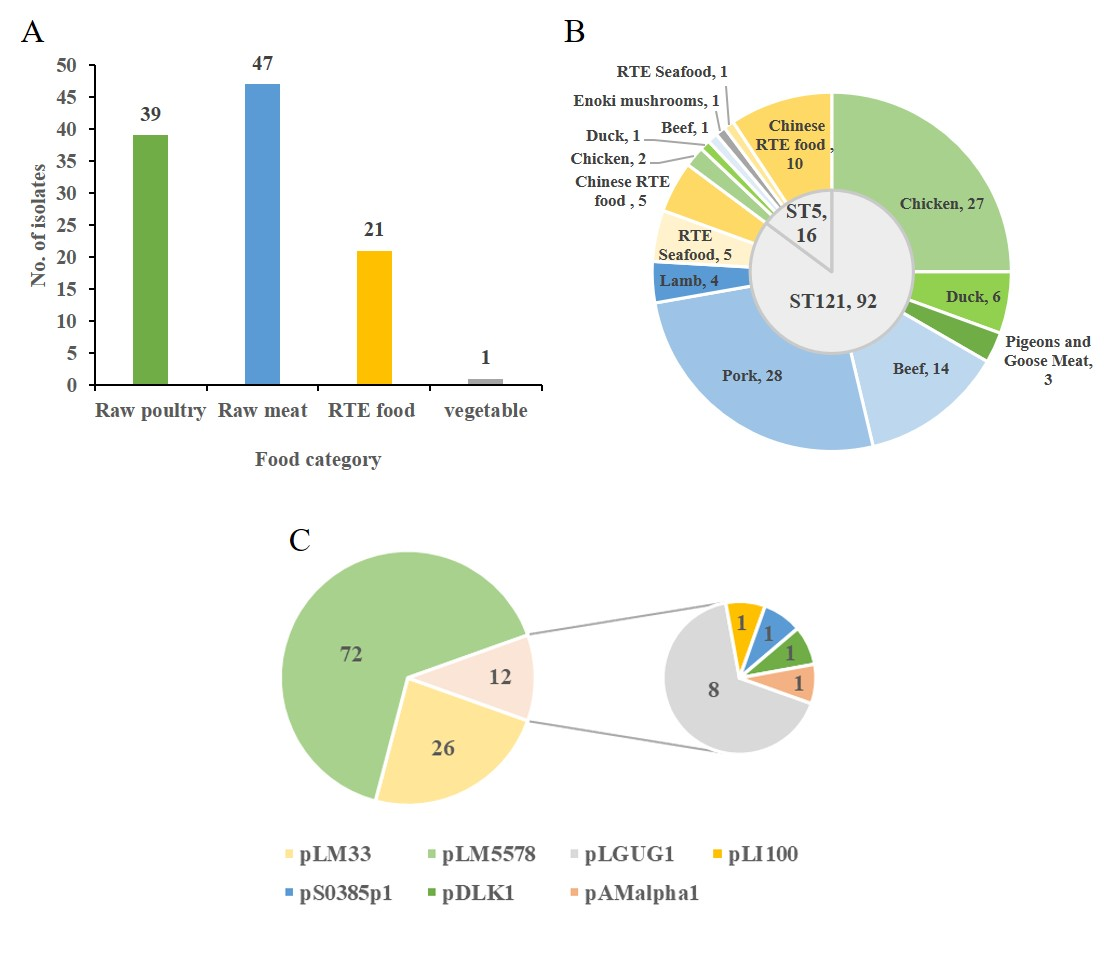 A
50
45
40
35
30
25
20
15
10
5
0
No. of isolates
39
47
21
1
Raw poultry
Raw meat
RTE food
vegetable
Food category
B
RTE Seafood, 1
Enoki mushrooms, 1
Beef, 1
Duck, 1
Chicken, 2
Chinese RTE
food , 5
RTE
Seafood, 5
Lamb, 4
Pork, 28
Beef, 14
Pigeons and
Goose Meat,
3
Duck, 6
Chicken, 27
Chinese
RTE food ,
10
ST5,
16
ST121, 92
C
72
12
26
8
1
1
1
1
pLM33
pLM5578
pLGUG1
pLI100
pS0385p1
pDLK1
pAMalpha1